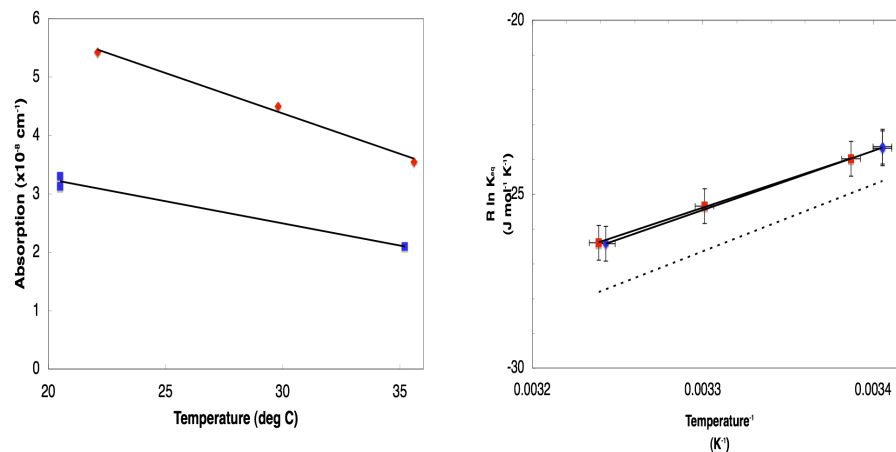 6
5
4
3
2
1
0
Absorption (x10⁻⁸ cm⁻¹)
20
25
30
35
Temperature (deg C)
-20
-25
-30
R ln Kₑq
(J mol⁻¹ K⁻¹)
0.0032
0.0033
0.0034
Temperature⁻¹
(K⁻¹)